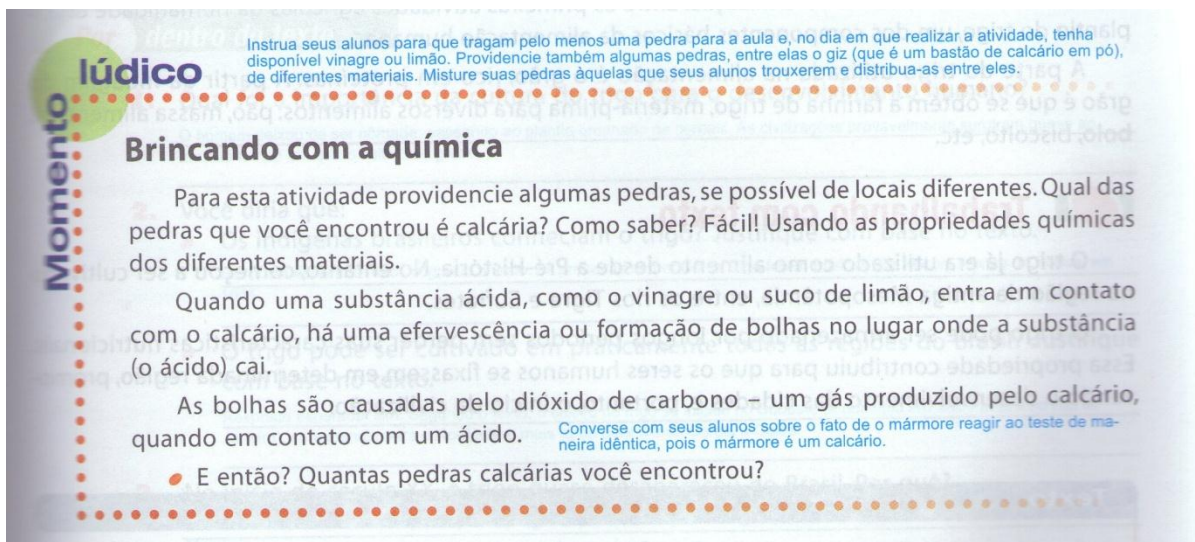 Momento
lúdico
Instrua seus alunos para que tragam pelo menos uma pedra para a aula e, no dia em que realizar a atividade, tenha
disponível vinagre ou limão. Providencie também algumas pedras, entre elas o giz (que é um bastão de calcário em pó),
de diferentes materiais. Misture suas pedras àquelas que seus alunos trouxerem e distribua-as entre eles.
Brincando com a química
Para esta atividade providencie algumas pedras, se possível de locais diferentes. Qual das
pedras que você encontrou é calcária? Como saber? Fácil! Usando as propriedades químicas
dos diferentes materiais.
Quando uma substância ácida, como o vinagre ou suco de limão, entra em contato
com o calcário, há uma efervescência ou formação de bolhas no lugar onde a substância
(o ácido) cai.
As bolhas são causadas pelo dióxido de carbono – um gás produzido pelo calcário,
quando em contato com um ácido.
Converse com seus alunos sobre o fato de o mármore reagir ao teste de ma-
neira idêntica, pois o mármore é um calcário.
• E então? Quantas pedras calcárias você encontrou?